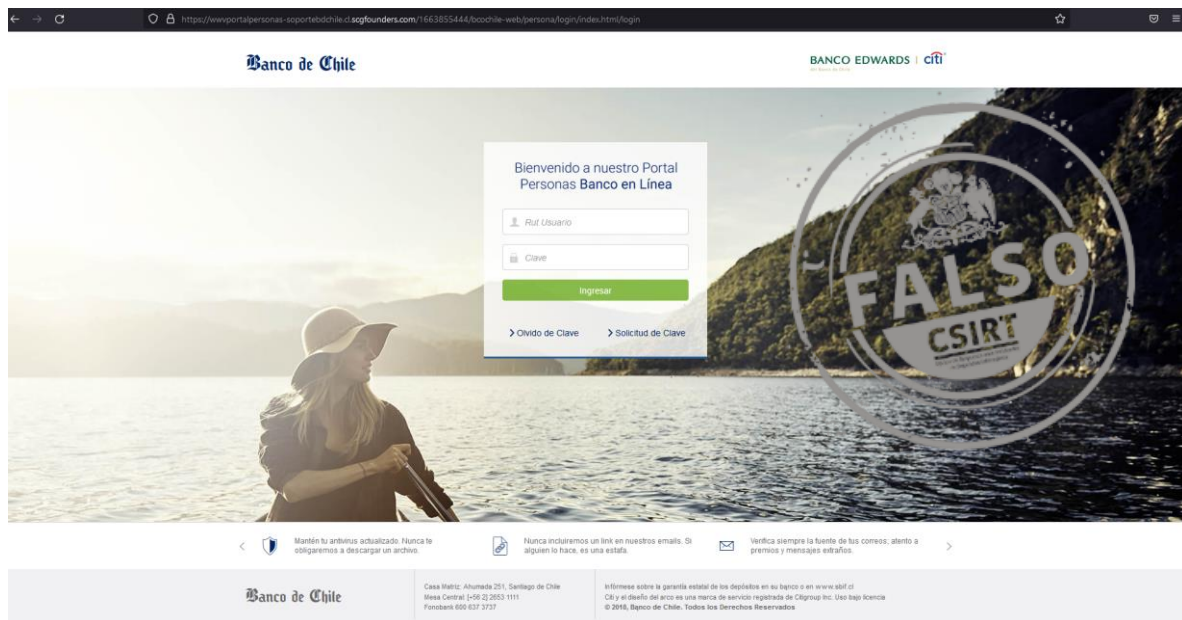 https://wwvportalpersonas-soportebdchile.cl.scgfounders.com/1663855444/bcochile-web/persona/login/index.html/login
Banco de Chile
BANCO EDWARDS | citi
Bienvenido a nuestro Portal
Personas Banco en Línea
Rut Usuario
Clave
Ingresar
Olvido de Clave
Solicitud de Clave
FALSO
CSIRT
Mantén tu antivirus actualizado. Nunca te
obligaremos a descargar un archivo.
Nunca incluiremos un link en nuestros emails. Si
alguien lo hace, es una estafa.
Verifica siempre la fuente de tus correos; atento a
premios y mensajes extraños.
Banco de Chile
Casa Matriz: Ahumada 251, Santiago de Chile
Mesa Central: [+56 2] 2653 1111
Fonobank 600 637 3737
Infórmese sobre la garantía estatal de los depósitos en su banco o en www.sbif.cl
Citi y el diseño del arco es una marca de servicio registrada de Citigroup Inc. Uso bajo licencia
© 2018, Banco de Chile. Todos los Derechos Reservados